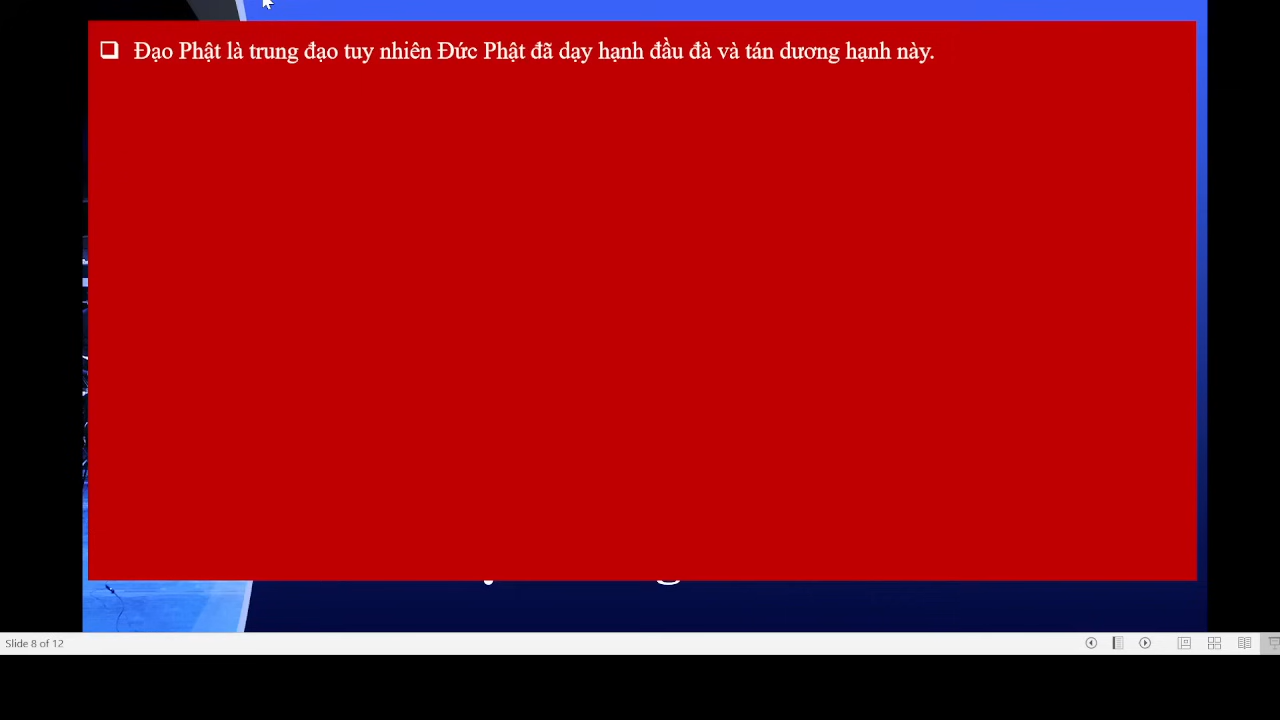 Đạo Phật là trung đạo tuy nhiên Đức Phật đã dạy hạnh đầu đà và tán dương hạnh này.
Slide 8 of 12